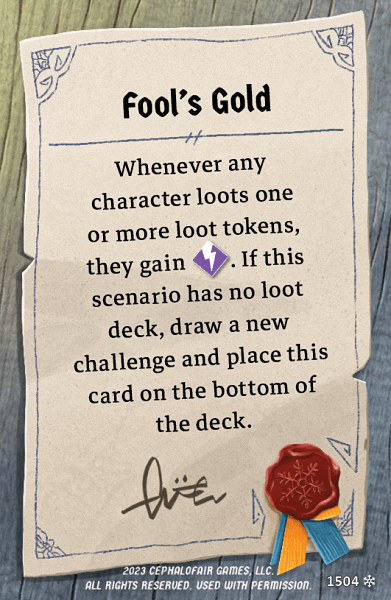 Fool's Gold
Whenever any
character loots one
or more loot tokens,
they gain . If this
scenario has no loot
deck, draw a new
challenge and place this
card on the bottom of
the deck.
2023 CEPHALOFAIR GAMES, LLC.
ALL RIGHTS RESERVED. USED WITH PERMISSION.
1504